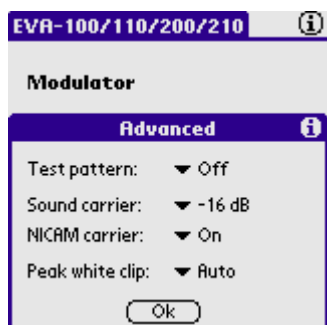 EVA-100/110/200/210 i
Modulator
Advanced i
Test pattern: Off
Sound carrier: -16 dB
NICAM carrier: On
Peak white clip: Auto
Ok